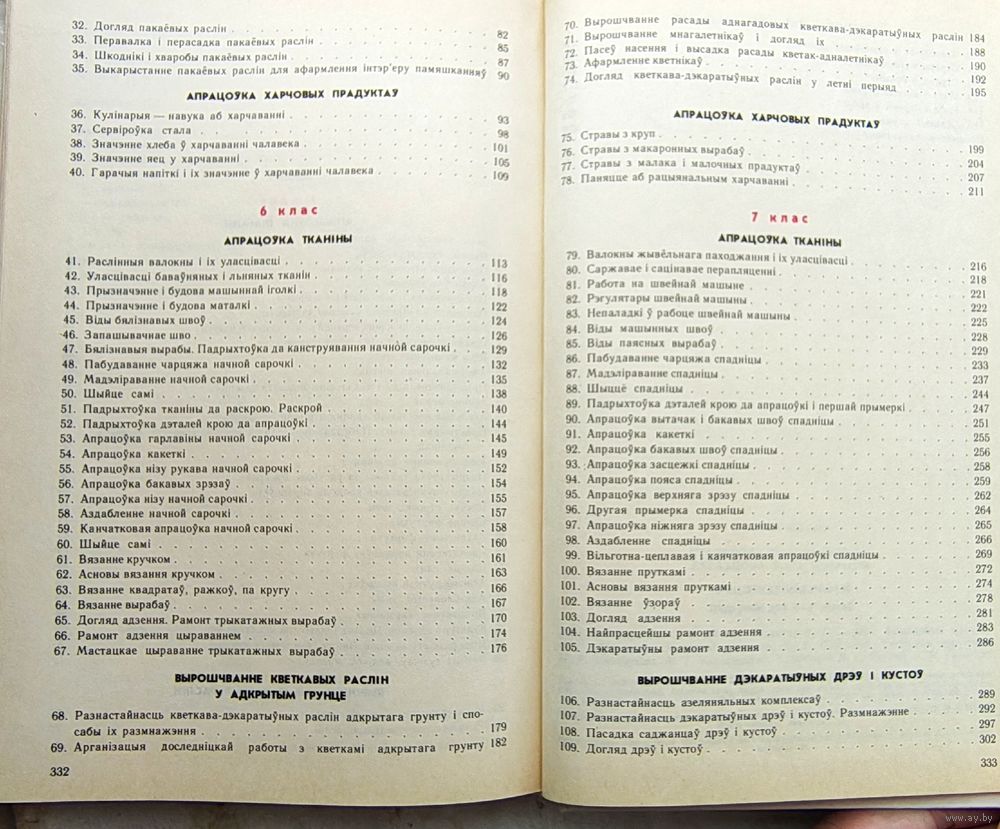 32. Догляд пакаёвых раслін . . . 82
33. Перавалка і перасадка пакаёвых раслін . . . 85
34. Шкоднікі і хваробы пакаёвых раслін . . . 87
35. Выкарыстанне пакаёвых раслін для афармлення інтэр'еру памяшканняў 90
АПРАЦОЎКА ХАРЧОВЫХ ПРАДУКТАЎ
36. Кулінарыя — навука аб харчаванні . . . 93
37. Сервіроўка стала . . . 98
38. Значэнне хлеба ў харчаванні чалавека . . . 101
39. Значэнне яец у харчаванні . . . 105
40. Гарачыя напіткі і іх значэнне ў харчаванні чалавека . . . 109
6 клас
АПРАЦОЎКА ТКАНІНЫ
41. Раслінныя валокны і іх уласцівасці . . . 113
42. Уласцівасці баваўняных і льняных тканін . . . 116
43. Прызначэнне і будова машыннай іголкі . . . 118
44. Прызначэнне і будова маталкі . . . 122
45. Віды бялізнавых швоў . . . 124
46. Запашывачнае шво . . . 126
47. Бялізнавыя вырабы. Падрыхтоўка да канструявання начной сарочкі . 129
48. Пабудаванне чарцяжа начной сарочкі . . . 132
49. Мадэліраванне начной сарочкі . . . 135
50. Шыйце самі . . . 138
51. Падрыхтоўка тканіны да раскрою. Раскрой . . . 140
52. Падрыхтоўка дэталей крою да апрацоўкі . . . 144
53. Апрацоўка гарлавіны начной сарочкі . . . 145
54. Апрацоўка какеткі . . . 149
55. Апрацоўка нізу рукава начной сарочкі . . . 152
56. Апрацоўка бакавых зрэзаў . . . 154
57. Апрацоўка нізу начной сарочкі . . . 155
58. Аздабленне начной сарочкі . . . 157
59. Канчатковая апрацоўка начной сарочкі . . . 158
60. Шыйце самі . . . 160
61. Вязанне кручком . . . 161
62. Асновы вязання кручком . . . 163
63. Вязанне квадратаў, ражкоў, па кругу . . . 166
64. Вязанне вырабаў . . . 167
65. Догляд адзення. Рамонт трыкатажных вырабаў . . . 170
66. Рамонт адзення цыраваннем . . . 174
67. Мастацкае цыраванне трыкатажных вырабаў . . . 176
ВЫРОШЧВАННЕ КВЕТКАВЫХ РАСЛІН
У АДКРЫТЫМ ГРУНЦЕ
68. Разнастайнасць кветкава-дэкаратыўных раслін адкрытага грунту і спо-
сабы іх размнажэння . . . 179
69. Арганізацыя доследніцкай работы з кветкамі адкрытага грунту 182
332
70. Вырошчванне расады аднагадовых кветкава-дэкаратыўных раслін 184
71. Вырошчванне мнагалетнікаў і догляд іх . . . 188
72. Пасеў насення і высадка расады кветак-адналетнікаў . . . 190
73. Афармленне кветнікаў . . . 192
74. Догляд кветкава-дэкаратыўных раслін у летні перыяд . . . 195
АПРАЦОЎКА ХАРЧОВЫХ ПРАДУКТАЎ
75. Стравы з круп . . . 199
76. Стравы з макаронных вырабаў . . . 204
77. Стравы з малака і малочных прадуктаў . . . 207
78. Паняцце аб рацыянальным харчаванні . . . 211
7 клас
АПРАЦОЎКА ТКАНІНЫ
79. Валокны жывёльнага паходжання і іх уласцівасці . . . 216
80. Саржавае і сацінавае перапляценні . . . 218
81. Работа на швейнай машыне . . . 221
82. Рэгулятары швейнай машыны . . . 222
83. Непаладкі ў рабоце швейнай машыны . . . 225
84. Віды машынных швоў . . . 228
85. Віды паясных вырабаў . . . 229
86. Пабудаванне чарцяжа спадніцы . . . 233
87. Мадэліраванне спадніцы . . . 237
88. Шыццё спадніцы . . . 244
89. Падрыхтоўка дэталей крою да апрацоўкі і першай прымеркі . . . 247
90. Апрацоўка вытачак і бакавых швоў спадніцы . . . 251
91. Апрацоўка какеткі . . . 255
92. Апрацоўка бакавых швоў спадніцы . . . 256
93. Апрацоўка засцежкі спадніцы . . . 258
94. Апрацоўка пояса спадніцы . . . 259
95. Апрацоўка верхняга зрэзу спадніцы . . . 262
96. Другая прымерка спадніцы . . . 264
97. Апрацоўка ніжняга зрэзу спадніцы . . . 265
98. Аздабленне спадніцы . . . 266
99. Вільготна-цеплавая і канчатковая апрацоўкі спадніцы . . . 269
100. Вязанне пруткамі . . . 272
101. Асновы вязання пруткамі . . . 274
102. Вязанне ўзораў . . . 278
103. Догляд адзення . . . 281
104. Найпрасцейшы рамонт адзення . . . 283
105. Дэкаратыўны рамонт адзення . . . 286
ВЫРОШЧВАННЕ ДЭКАРАТЫЎНЫХ ДРЭЎ І КУСТОЎ
106. Разнастайнасць азеляняльных комплексаў . . . 289
107. Разнастайнасць дэкаратыўных дрэў і кустоў. Размнажэнне . . . 292
108. Пасадка саджанцаў дрэў і кустоў . . . 297
109. Догляд дрэў і кустоў . . . 302
333
www.ay.by